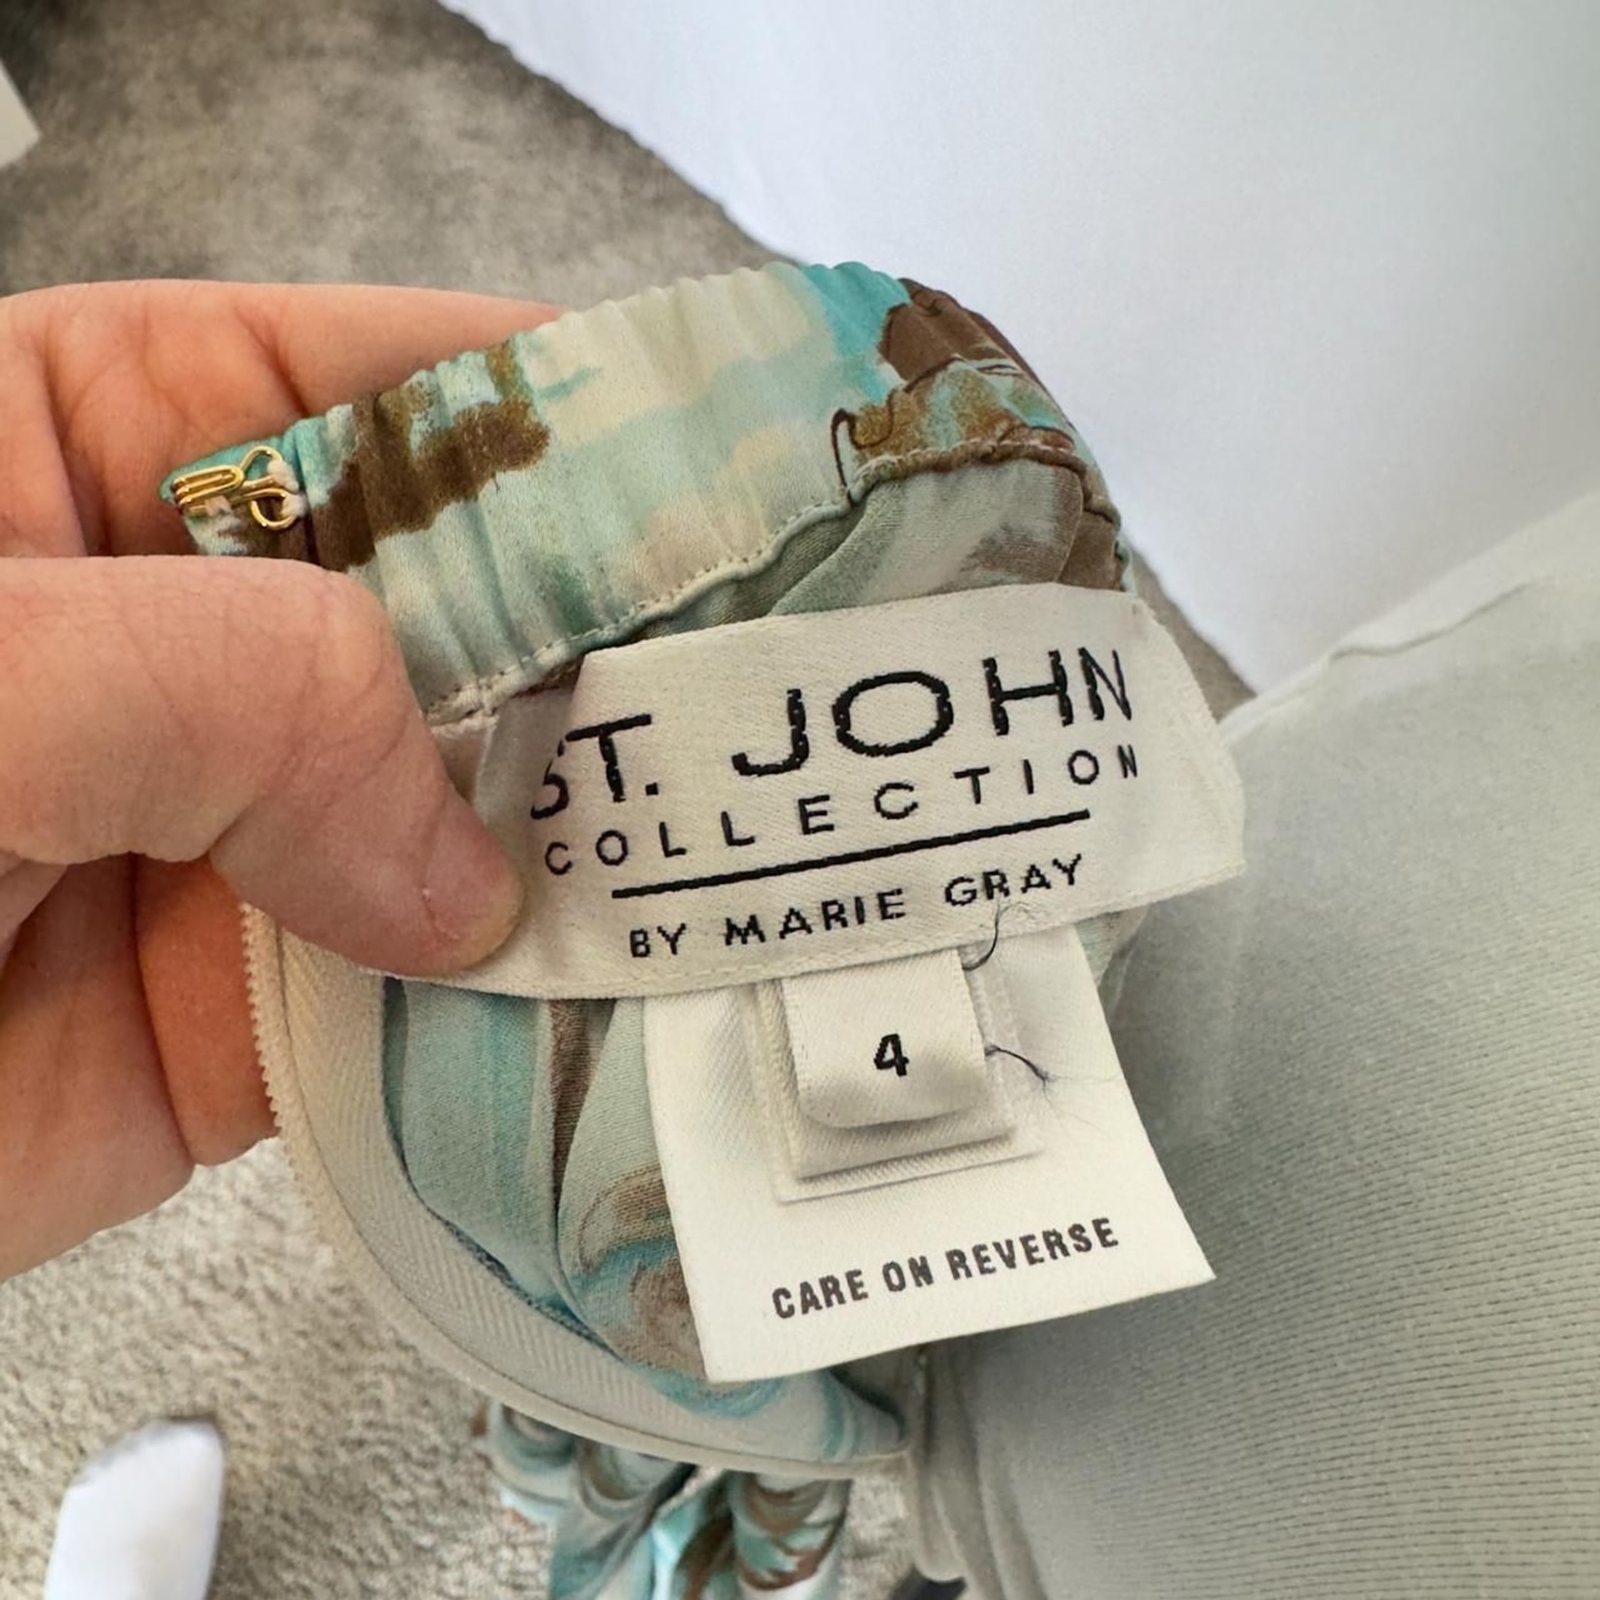 ST. JOHN
COLLECTION
BY MARIE GRAY
4
CARE ON REVERSE